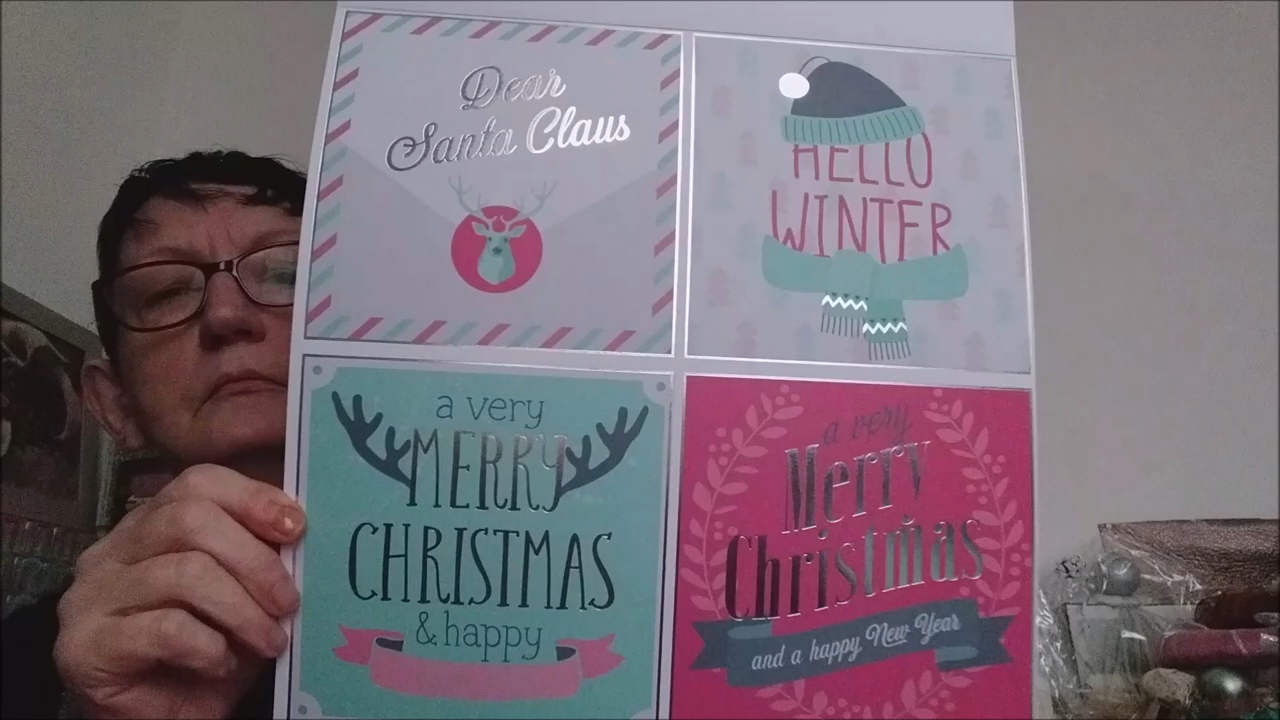 Dear
Santa Claus
HELLO
WINTER
a very
MERRY
CHRISTMAS
& happy
a very
Merry
Christmas
and a happy New Year